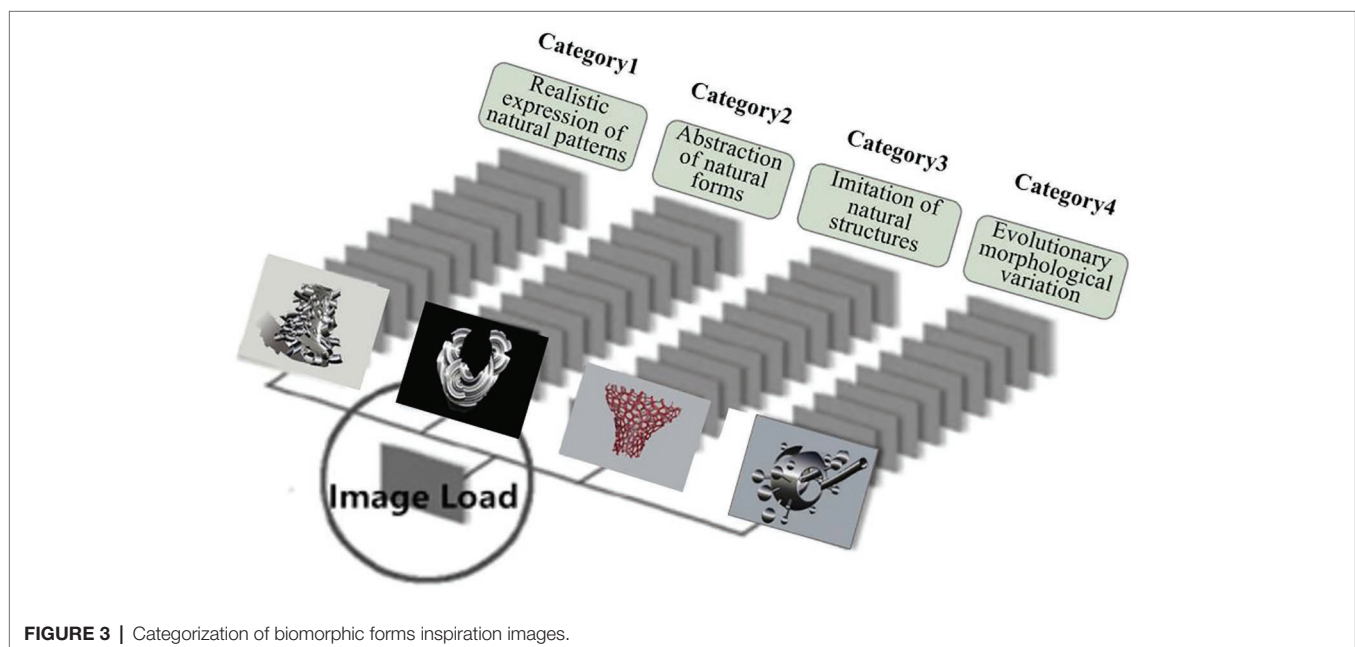 Category1
Realistic
expression of
natural patterns
Category2
Abstraction
of natural
forms
Category3
Imitation of
natural
structures
Category4
Evolutionary
morphological
variation
Image Load
FIGURE 3 | Categorization of biomorphic forms inspiration images.